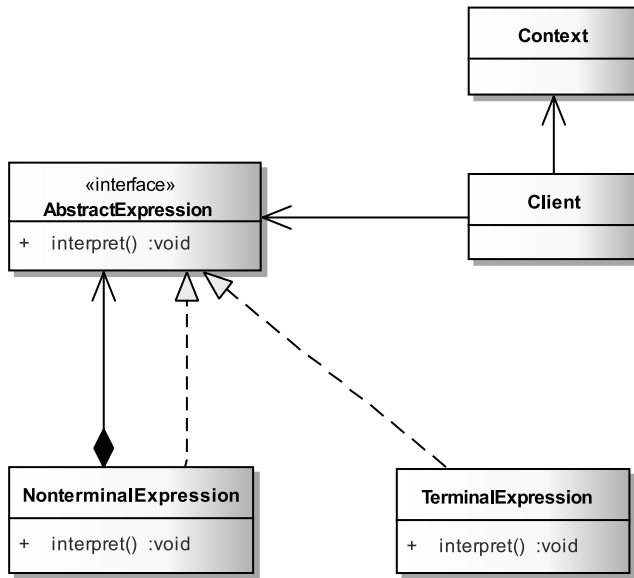 Context
«interface»
AbstractExpression
+ interpret() :void
Client
NonterminalExpression
+ interpret() :void
TerminalExpression
+ interpret() :void